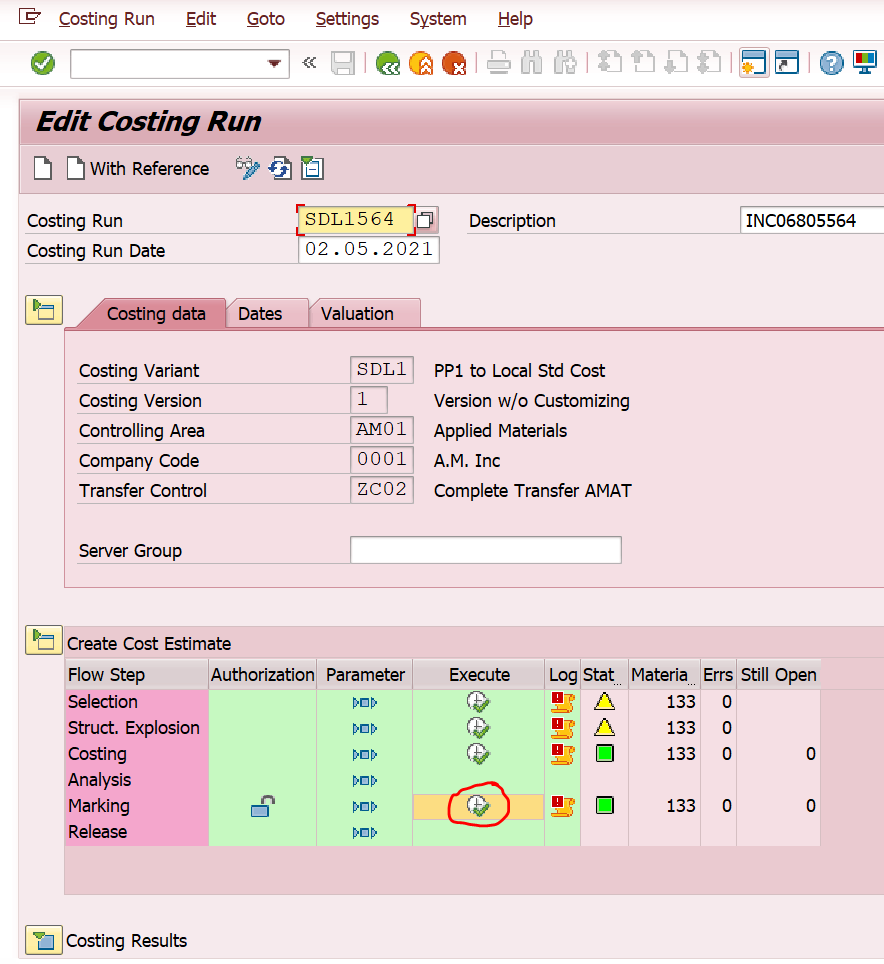 Costing Run Edit Goto Settings System Help
Edit Costing Run
With Reference
Costing Run SDL1564 Description INC06805564
Costing Run Date 02.05.2021
Costing data Dates Valuation
Costing Variant SDL1 PP1 to Local Std Cost
Costing Version 1 Version w/o Customizing
Controlling Area AM01 Applied Materials
Company Code 0001 A.M. Inc
Transfer Control ZC02 Complete Transfer AMAT
Server Group
Create Cost Estimate
Flow Step Authorization Parameter Execute Log Stat... Materia... Errs Still Open
Selection 133 0
Struct. Explosion 133 0
Costing 133 0 0
Analysis
Marking 133 0 0
Release
Costing Results